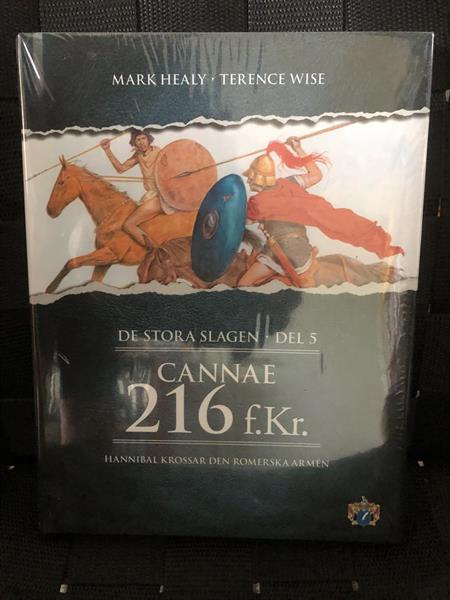 MARK HEALY · TERENCE WISE
DE STORA SLAGEN · DEL 5
CANNAE
216 f.Kr.
HANNIBAL KROSSAR DEN ROMERSKA ARMÉN